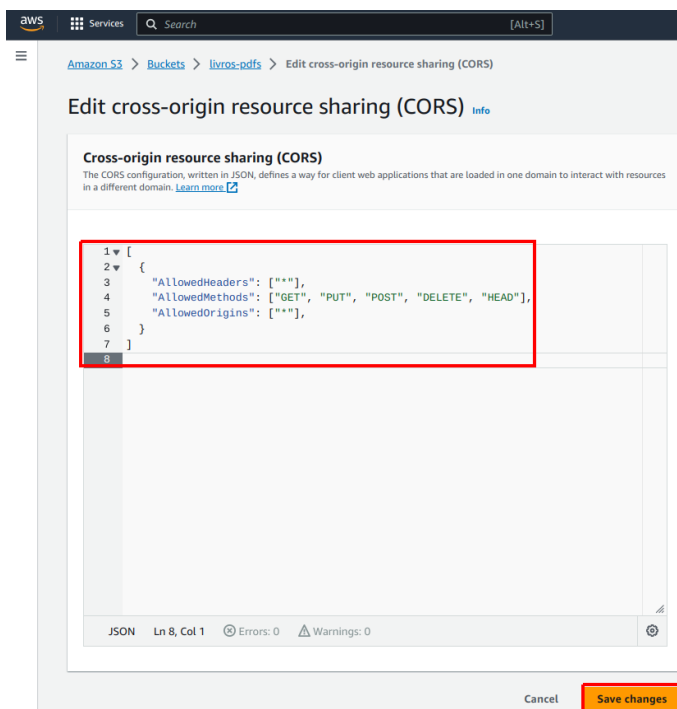 aws Services Search [Alt+S]
Amazon S3 > Buckets > livros-pdfs > Edit cross-origin resource sharing (CORS)
Edit cross-origin resource sharing (CORS) Info
Cross-origin resource sharing (CORS)
The CORS configuration, written in JSON, defines a way for client web applications that are loaded in one domain to interact with resources
in a different domain. Learn more
1 [
2 {
3 "AllowedHeaders": ["*"],
4 "AllowedMethods": ["GET", "PUT", "POST", "DELETE", "HEAD"],
5 "AllowedOrigins": ["*"],
6 }
7 ]
8
JSON Ln 8, Col 1 Errors: 0 Warnings: 0
Cancel Save changes